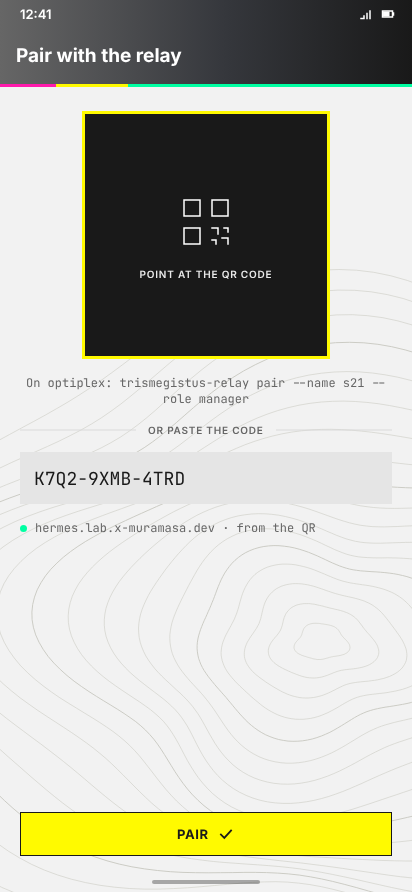 12:41
Pair with the relay
POINT AT THE QR CODE
On optiplex: trismegistus-relay pair --name s21 --
role manager
OR PASTE THE CODE
K7Q2-9XMB-4TRD
hermes.lab.x-muramasa.dev · from the QR
PAIR